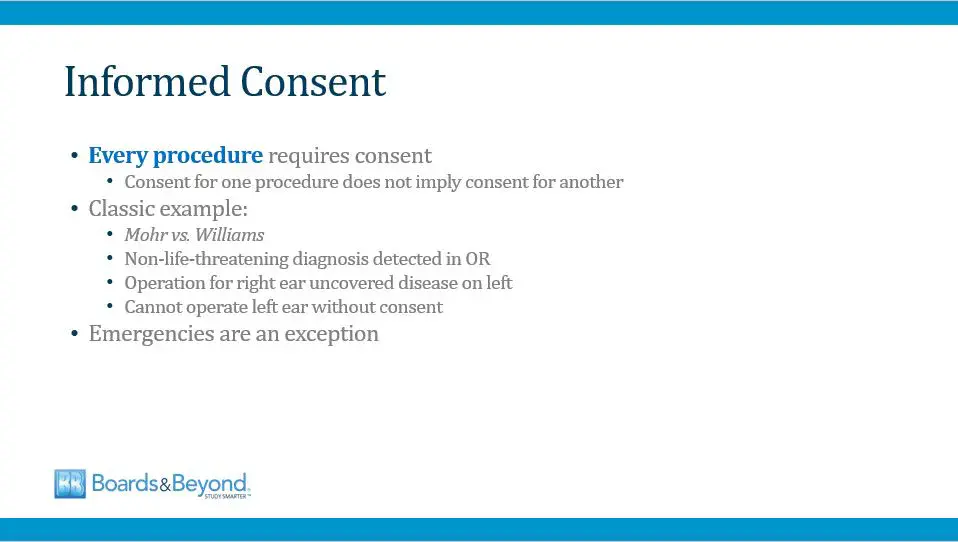 Informed Consent
• Every procedure requires consent
• Consent for one procedure does not imply consent for another
• Classic example:
• Mohr vs. Williams
• Non-life-threatening diagnosis detected in OR
• Operation for right ear uncovered disease on left
• Cannot operate left ear without consent
• Emergencies are an exception
BB Boards&Beyond.
STUDY SMARTER™